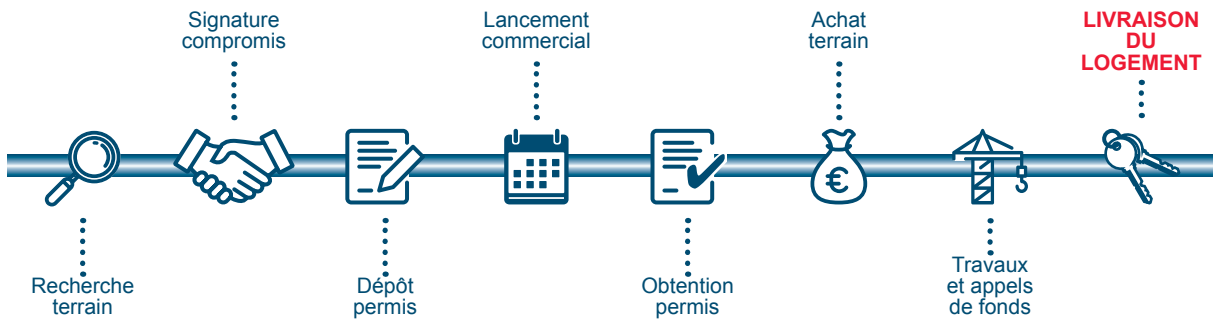 Recherche
terrain
Signature
compromis
Dépôt
permis
Lancement
commercial
Obtention
permis
Achat
terrain
€
Travaux
et appels
de fonds
LIVRAISON
DU
LOGEMENT